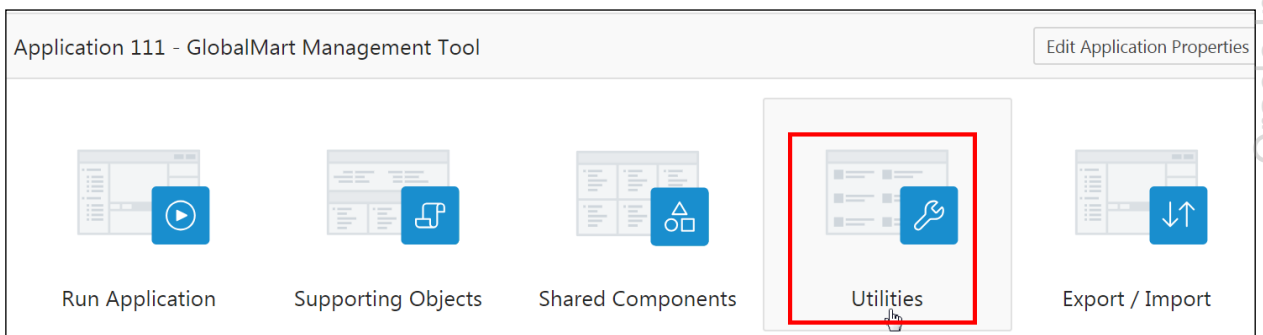 Application 111 - GlobalMart Management Tool
Edit Application Properties
Run Application
Supporting Objects
Shared Components
Utilities
Export / Import